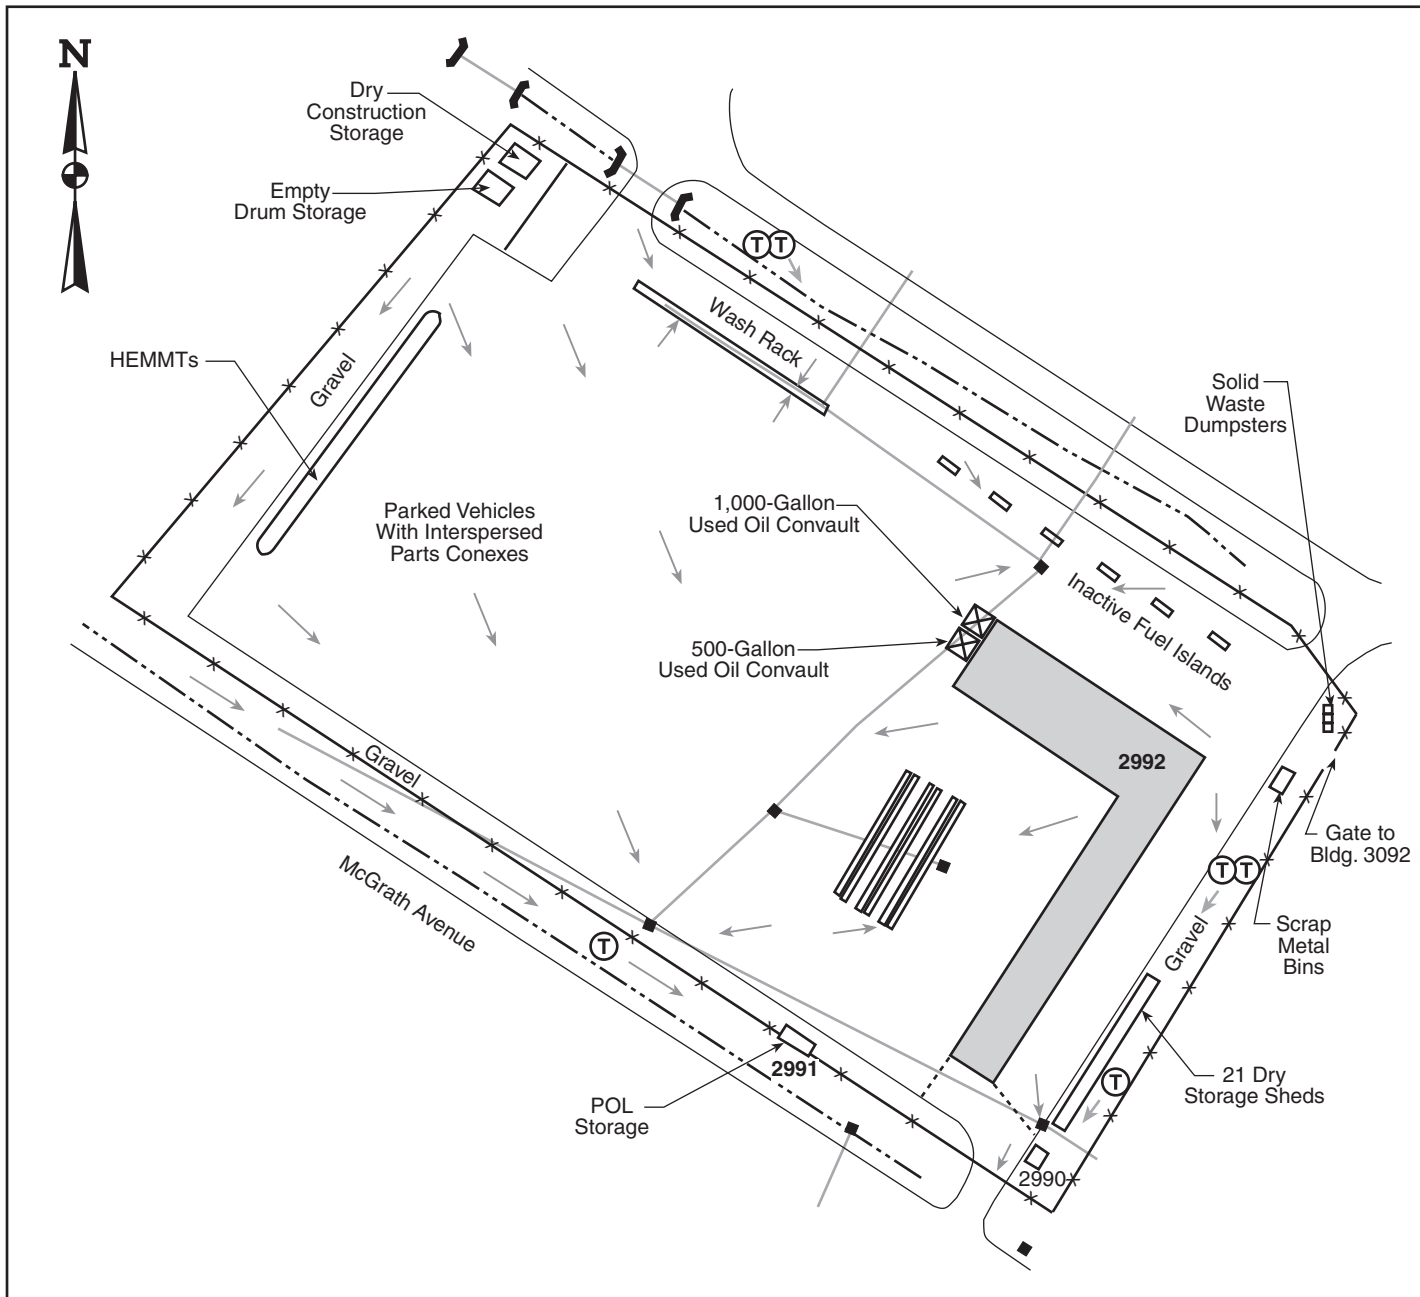 N
Dry
Construction
Storage
Empty
Drum Storage
T T
Wash Rack
HEMMTs
Gravel
Solid
Waste
Dumpsters
Parked Vehicles
With Interspersed
Parts Conexes
1,000-Gallon
Used Oil Convault
Inactive Fuel Islands
500-Gallon
Used Oil Convault
Gravel
2992
Gate to
Bldg. 3092
McGrath Avenue
T T
T
Gravel
Scrap
Metal
Bins
2991
T
21 Dry
Storage Sheds
POL
Storage
2990